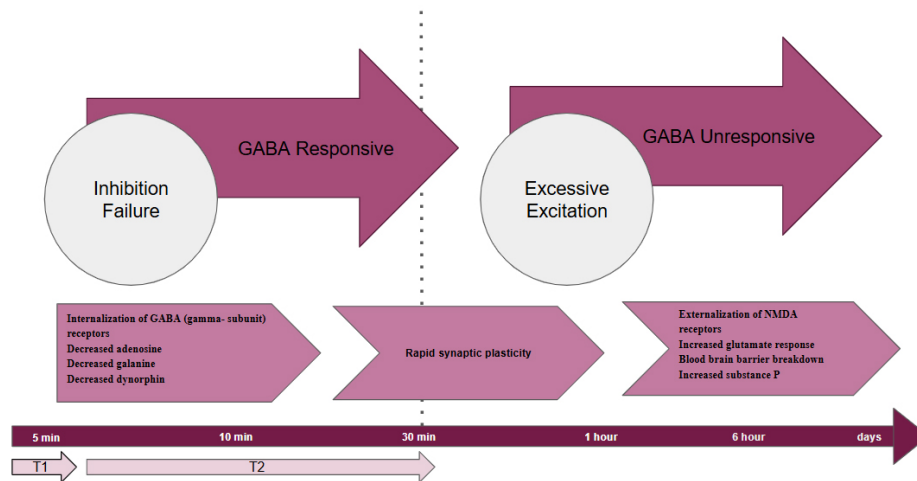 GABA Responsive
GABA Unresponsive
Inhibition
Failure
Excessive
Excitation
Internalization of GABA (gamma- subunit)
receptors
Decreased adenosine
Decreased galanine
Decreased dynorphin
Rapid synaptic plasticity
Externalization of NMDA
receptors
Increased glutamate response
Blood brain barrier breakdown
Increased substance P
5 min
10 min
30 min
1 hour
6 hour
days
T1
T2